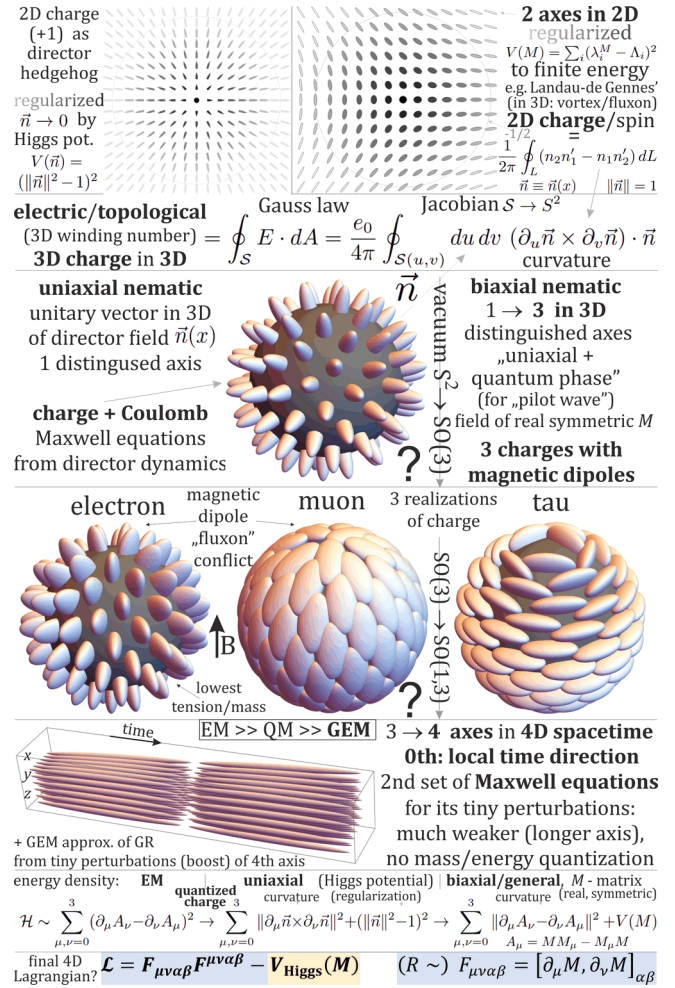 2D charge
(+1) as
director
hedgehog
regularized
n⃗ → 0 by
Higgs pot.
V(n⃗) =
(‖n⃗‖² − 1)²
2 axes in 2D
regularized
V(M) = ∑ᵢ(λᵢᴹ − Λᵢ)²
to finite energy
e.g. Landau-de Gennes'
(in 3D: vortex/fluxon)
2D charge/spin
-1/2 =
1/2π ∮_L (n₂n₁′ − n₁n₂′) dL
n⃗ ≡ n⃗(x) ‖n⃗‖ = 1
electric/topological
(3D winding number)
3D charge in 3D
Gauss law
Jacobian S → S²
= ∮_S E · dA = e₀/4π ∮_S(u,v) du dv (∂ᵤn⃗ × ∂ᵥn⃗) · n⃗
curvature
uniaxial nematic
unitary vector in 3D
of director field n⃗(x)
1 distingused axis
charge + Coulomb
Maxwell equations
from director dynamics
n⃗
?
vacuum S² → SO(3)
biaxial nematic
1 → 3 in 3D
distinguished axes
„uniaxial +
quantum phase”
(for „pilot wave”)
field of real symmetric M
3 charges with
magnetic dipoles
electron
magnetic
dipole
„fluxon”
conflict
muon
3 realizations
of charge
tau
B
lowest
tension/mass
?
SO(3) → SO(1,3)
EM >> QM >> GEM
time
x
y
z
+ GEM approx. of GR
from tiny perturbations (boost) of 4th axis
3 → 4 axes in 4D spacetime
0th: local time direction
2nd set of Maxwell equations
for its tiny perturbations:
much weaker (longer axis),
no mass/energy quantization
energy density: EM
quantized
charge
uniaxial (Higgs potential)
curvature (regularization)
biaxial/general, M - matrix
curvature (real, symmetric)
H ∼ ∑³_μ,ν=0 (∂_μA_ν−∂_νA_μ)² → ∑³_μ,ν=0 ‖∂_μn⃗×∂_νn⃗‖²+(‖n⃗‖²−1)² → ∑³_μ,ν=0 ‖∂_μA_ν−∂_νA_μ‖² +V(M)
A_μ = MM_μ − M_μM
final 4D
Lagrangian?
L = F_μναβF^μναβ − V_Higgs(M)
(R ∼) F_μναβ = [∂_μM, ∂_νM]_αβ